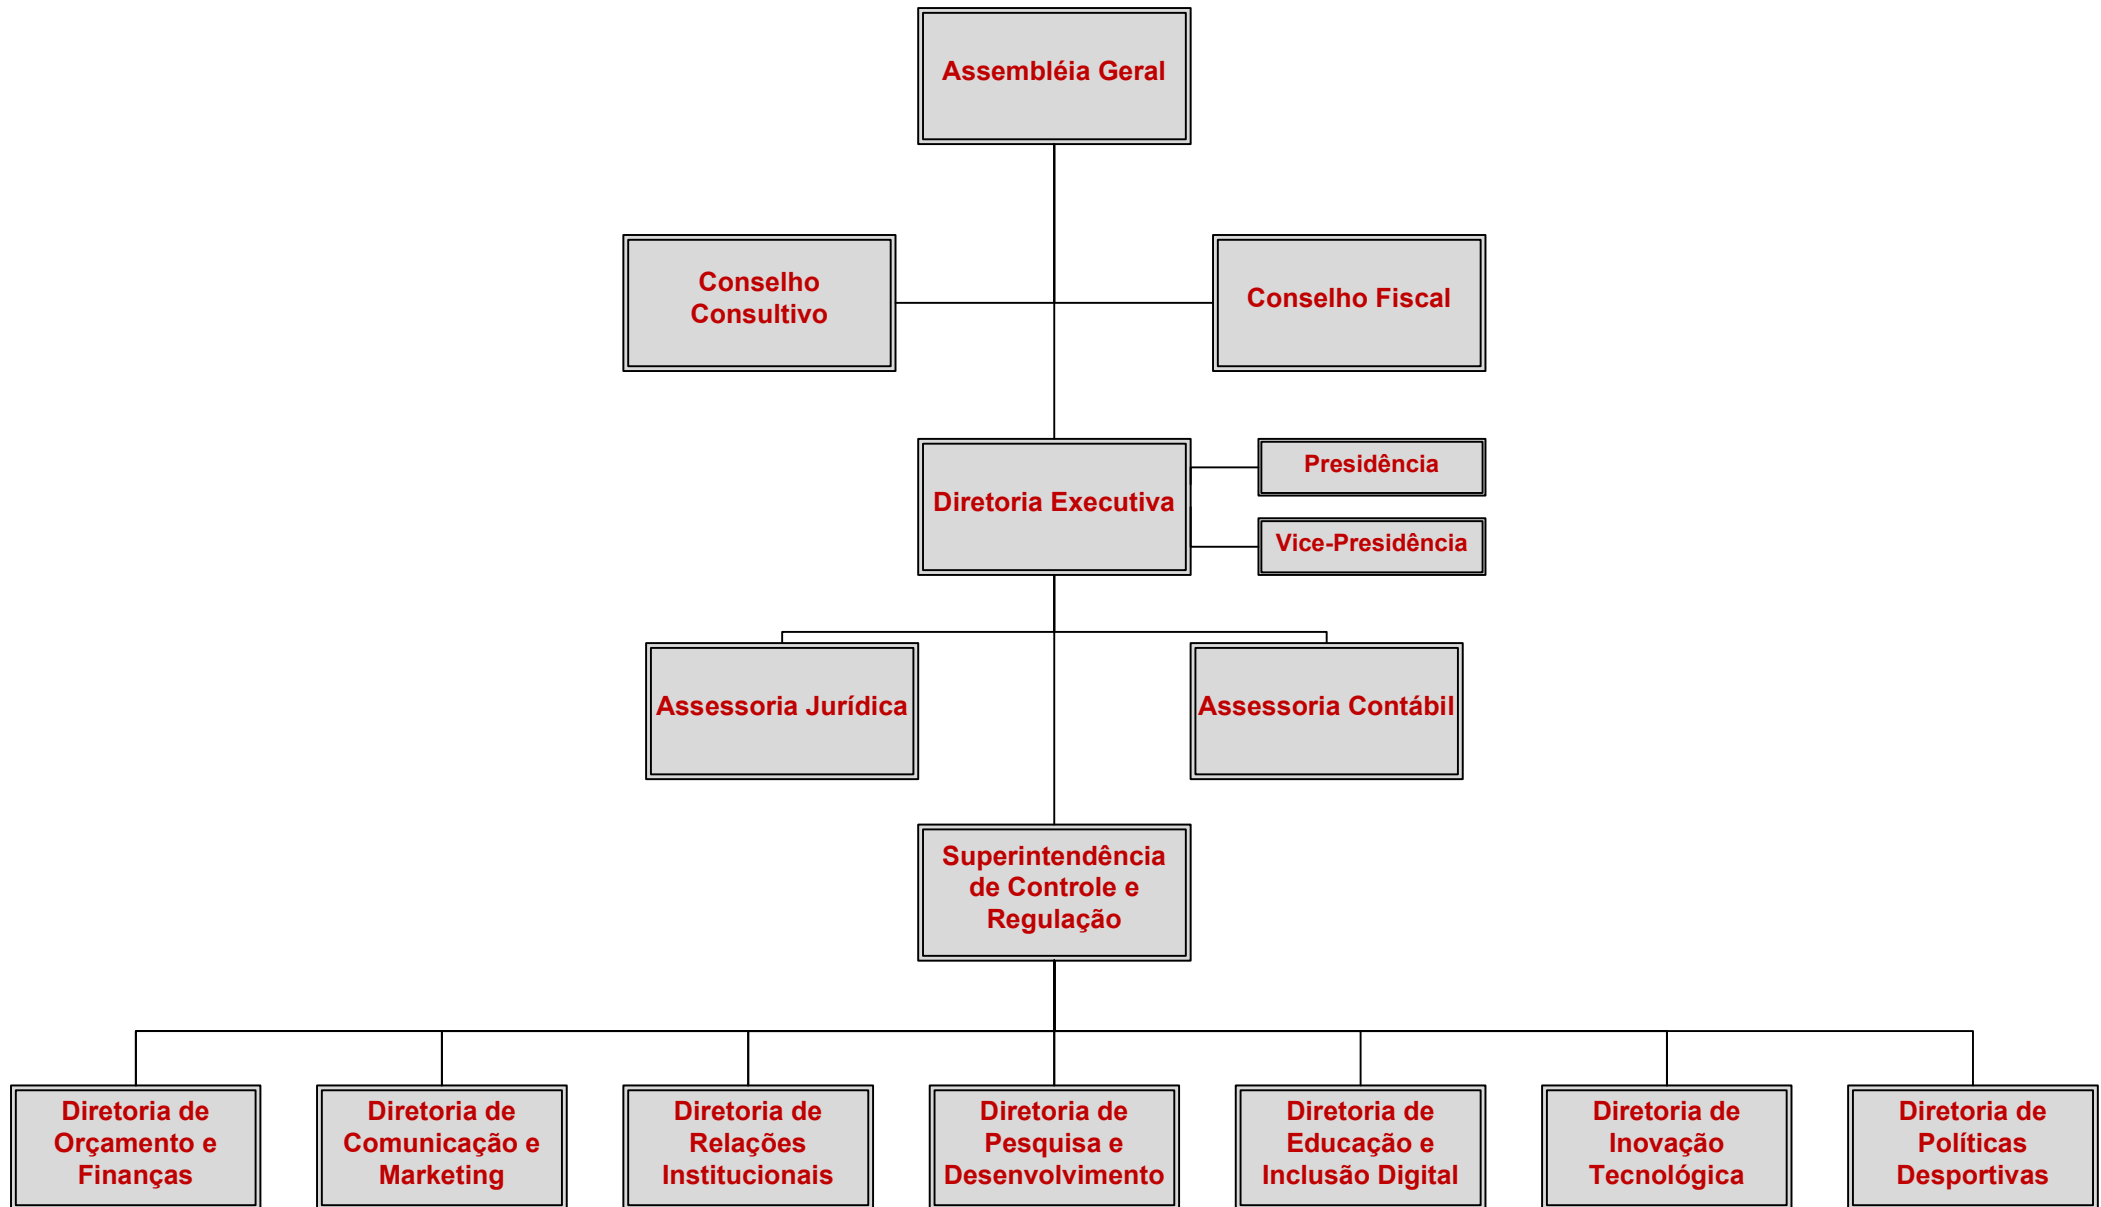 Assembléia Geral
Conselho
Consultivo
Conselho Fiscal
Diretoria Executiva
Presidência
Vice-Presidência
Assessoria Jurídica
Assessoria Contábil
Superintendência
de Controle e
Regulação
Diretoria de
Orçamento e
Finanças
Diretoria de
Comunicação e
Marketing
Diretoria de
Relações
Institucionais
Diretoria de
Pesquisa e
Desenvolvimento
Diretoria de
Educação e
Inclusão Digital
Diretoria de
Inovação
Tecnológica
Diretoria de
Políticas
Desportivas